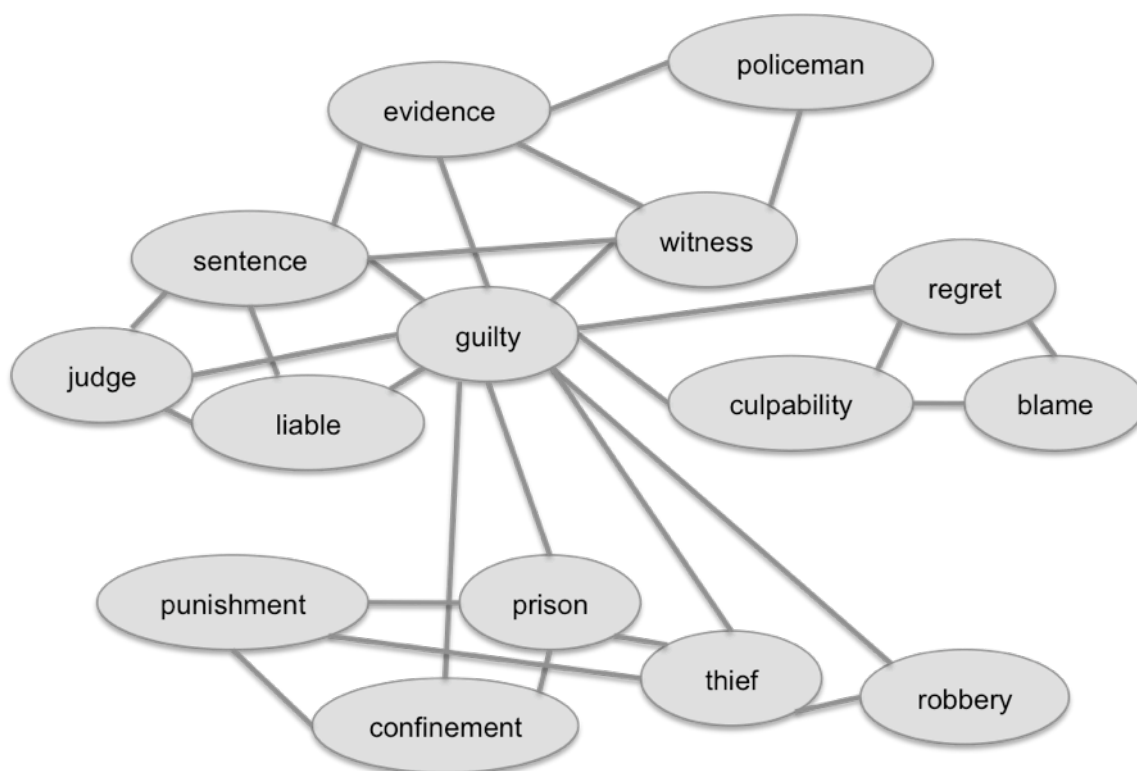 policeman
evidence
witness
sentence
regret
guilty
judge
culpability
blame
liable
punishment
prison
thief
robbery
confinement